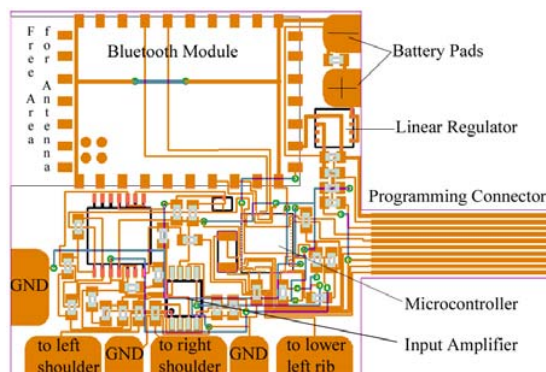 Free Area
for Antenna
Bluetooth Module
Battery Pads
Linear Regulator
Programming Connector
GND
Microcontroller
Input Amplifier
to left
shoulder
GND
to right
shoulder
GND
to lower
left rib